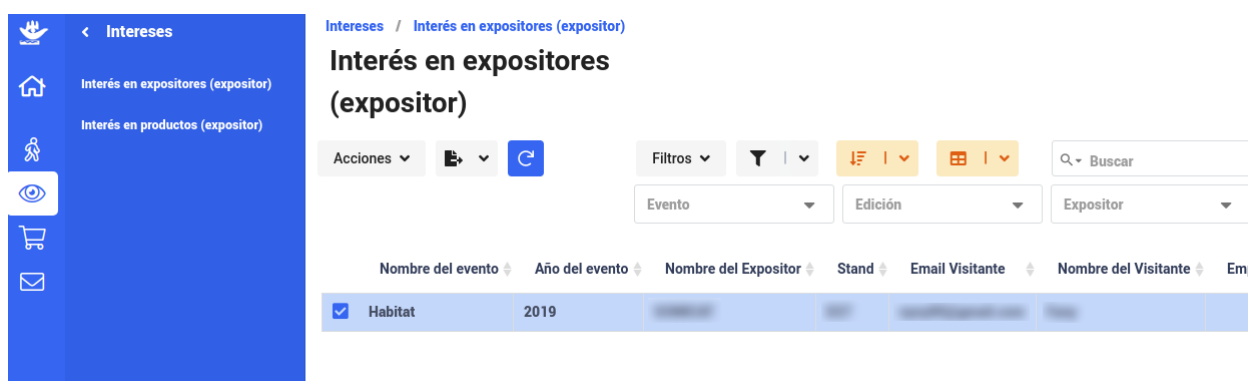 Intereses
Interés en expositores (expositor)
Interés en productos (expositor)
Intereses / Interés en expositores (expositor)
Interés en expositores
(expositor)
Acciones
Filtros
Buscar
Evento
Edición
Expositor
Nombre del evento Año del evento Nombre del Expositor Stand Email Visitante Nombre del Visitante
Habitat 2019